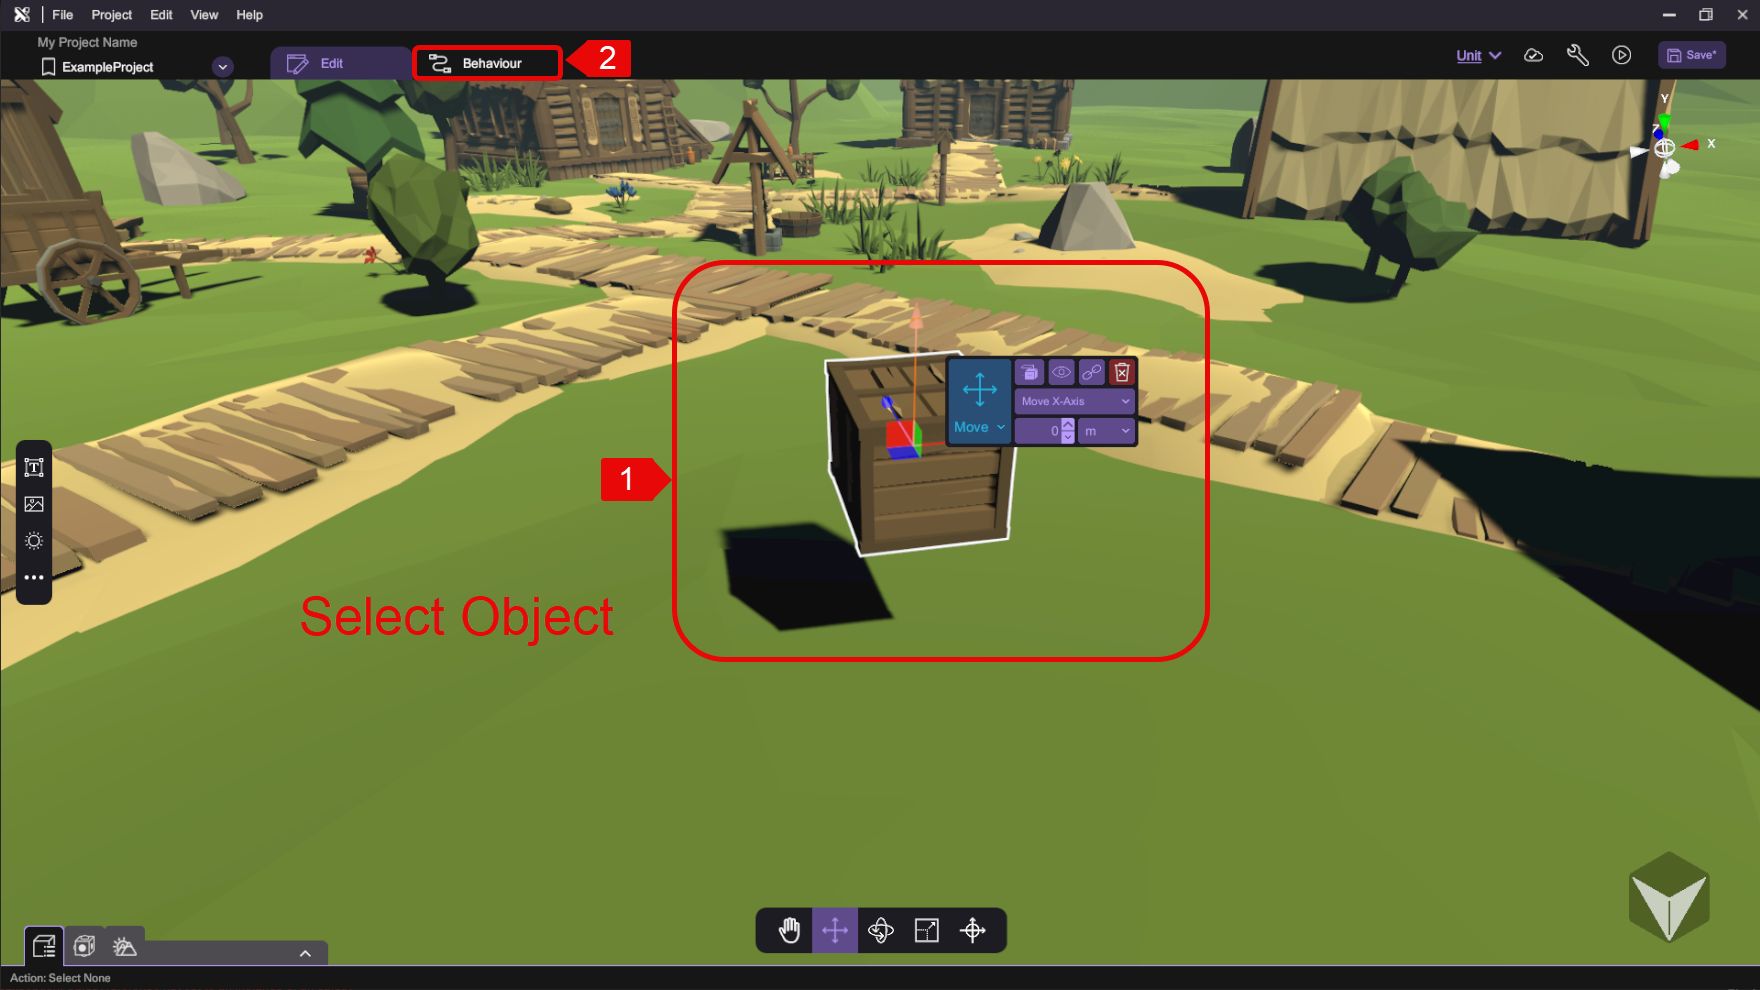 File Project Edit View Help
My Project Name
ExampleProject
Edit
Behaviour
2
Unit
Save*
Y
Z
X
Move X-Axis
Move
0
m
1
T
Select Object
Action: Select None